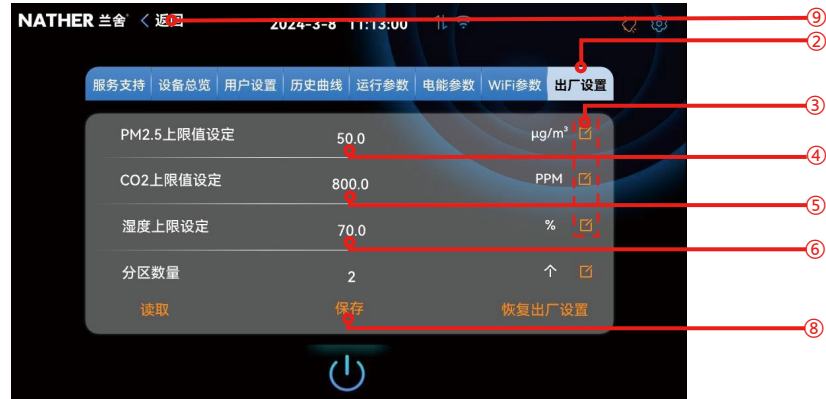 NATHER 兰舍 < 返回 2024-3-8 11:13:00 ⑨
②
服务支持 设备总览 用户设置 历史曲线 运行参数 电能参数 WiFi参数 出厂设置
③
PM2.5上限值设定 50.0 μg/m³
④
CO2上限值设定 800.0 PPM
⑤
湿度上限设定 70.0 %
⑥
分区数量 2 个
读取 保存 恢复出厂设置
⑧